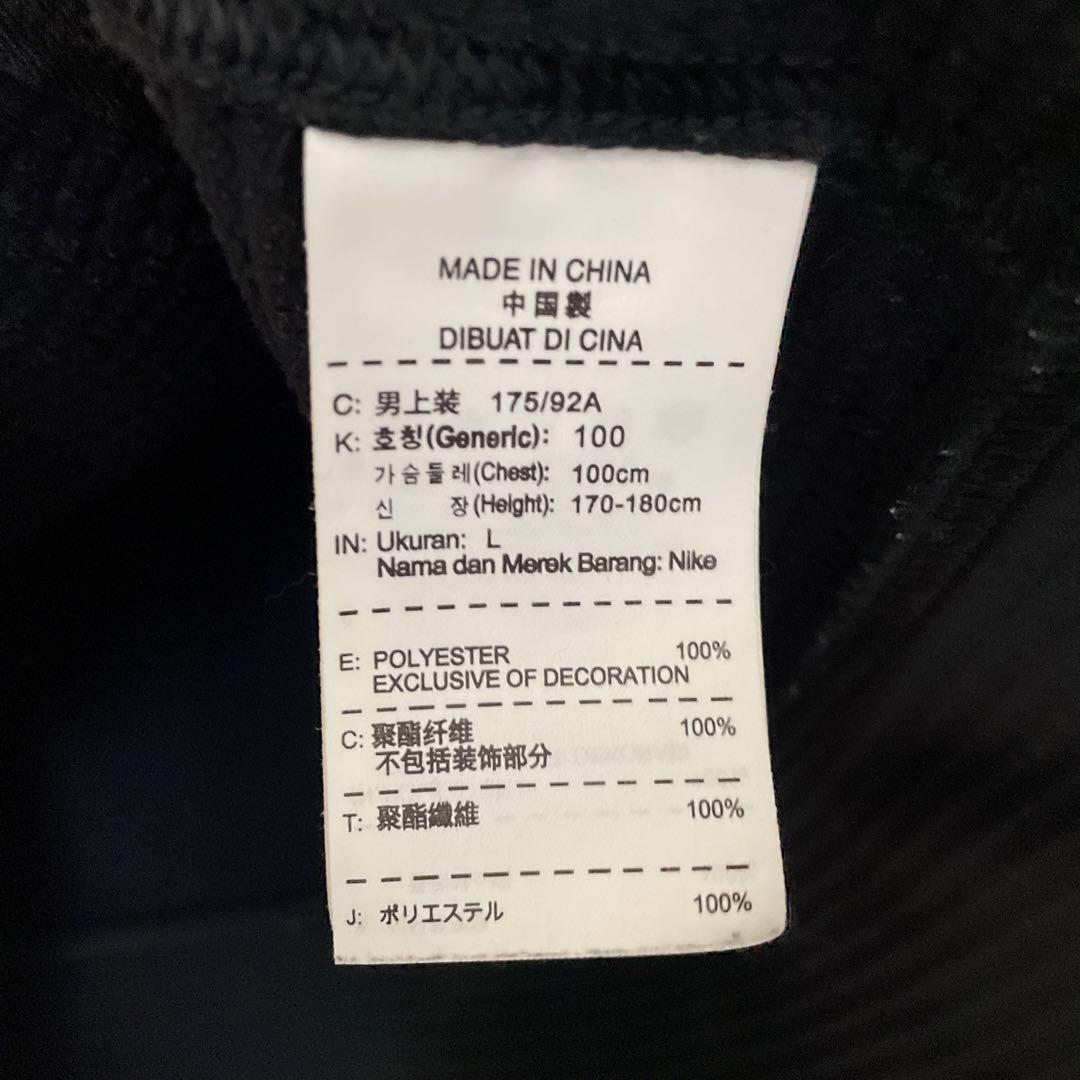 MADE IN CHINA
中国製
DIBUAT DI CINA
C: 男上装 175/92A
K: 호칭(Generic): 100
가슴둘레(Chest): 100cm
신 장(Height): 170-180cm
IN: Ukuran: L
Nama dan Merek Barang: Nike
E: POLYESTER 100%
EXCLUSIVE OF DECORATION
C: 聚酯纤维 100%
不包括装饰部分
T: 聚酯纖維 100%
J: ポリエステル 100%